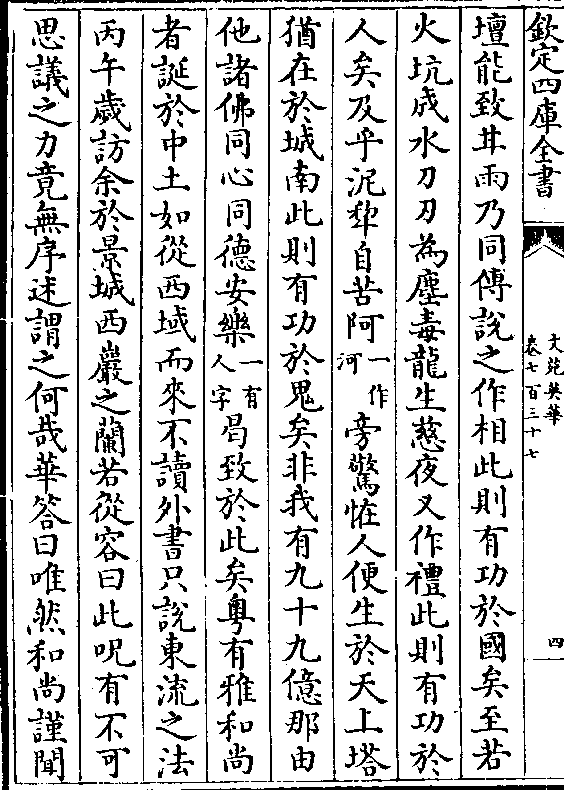 欽定四庫全書
文苑英華
卷七百三十七
四
壇能致甘雨乃同傅說之作相此則有功於國矣至若
火坑成水刀刃為塵毒龍生慈夜叉作禮此則有功於
人矣及乎泥犂自苦阿一作河旁驚恠人便生於天上塔
猶在於城南此則有功於鬼矣非我有九十九億那由
他諸佛同心同德安樂一有人字曷致於此矣粤有雅和尚
者誕於中土如從西域而來不讀外書只說東流之法
丙午歲訪余於景城西巖之蘭若從容曰此呪有不可
思議之力竟無序述謂之何哉華答曰唯然和尚謹聞